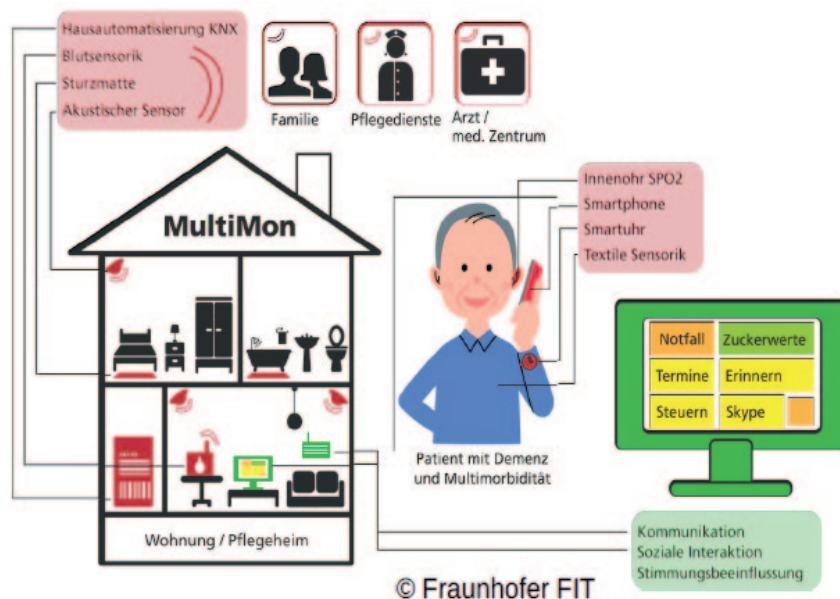 Hausautomatisierung KNX
Blutsensorik
Sturzmatte
Akustischer Sensor
Familie
Pflegedienste
Arzt /
med. Zentrum
MultiMon
Innenohr SPO2
Smartphone
Smartuhr
Textile Sensorik
Notfall
Zuckerwerte
Termine
Erinnern
Steuern
Skype
Patient mit Demenz
und Multimorbidität
Wohnung / Pflegeheim
Kommunikation
Soziale Interaktion
Stimmungsbeeinflussung
© Fraunhofer FIT